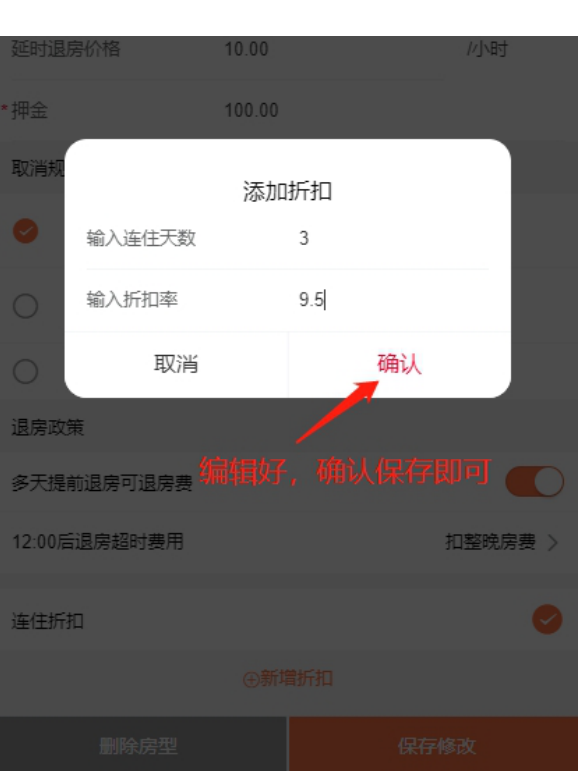 延时退房价格 10.00 /小时
*押金 100.00
取消规
添加折扣
输入连住天数 3
输入折扣率 9.5
取消 确认
退房政策
编辑好，确认保存即可
多天提前退房可退房费
12:00后退房超时费用 扣整晚房费
连住折扣
新增折扣
删除房型 保存修改